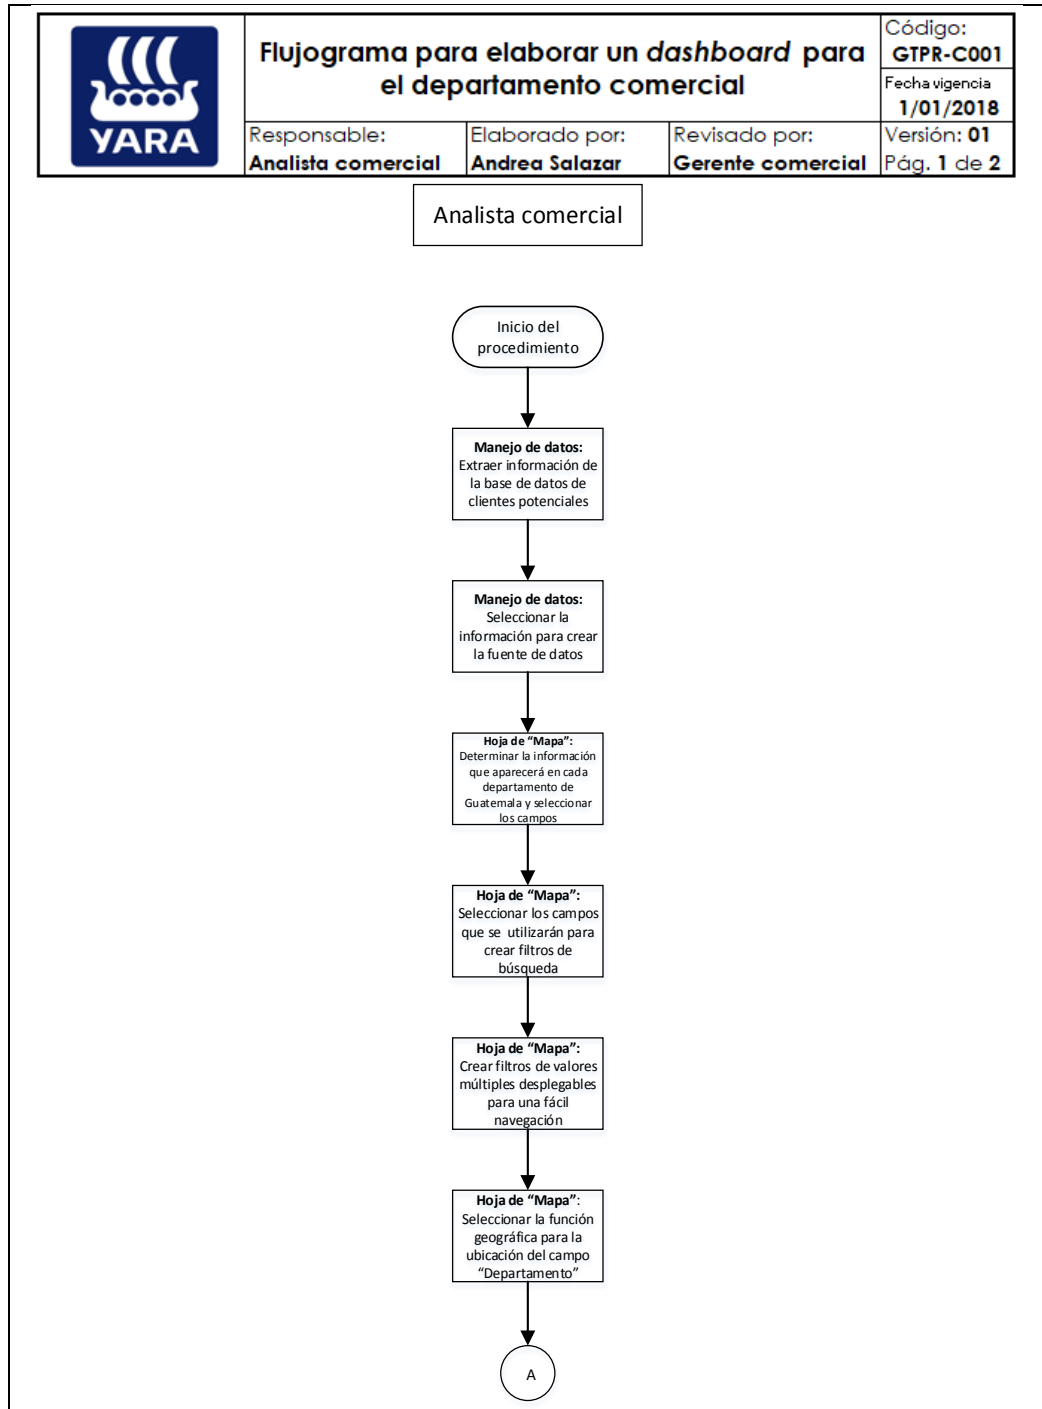 YARA
Flujograma para elaborar un dashboard para
el departamento comercial
Código:
GTPR-C001
Fecha vigencia
1/01/2018
Responsable:
Analista comercial
Elaborado por:
Andrea Salazar
Revisado por:
Gerente comercial
Versión: 01
Pág. 1 de 2
Analista comercial
Inicio del
procedimiento
Manejo de datos:
Extraer información de
la base de datos de
clientes potenciales
Manejo de datos:
Seleccionar la
información para crear
la fuente de datos
Hoja de “Mapa”:
Determinar la información
que aparecerá en cada
departamento de
Guatemala y seleccionar
los campos
Hoja de “Mapa”:
Seleccionar los campos
que se utilizarán para
crear filtros de
búsqueda
Hoja de “Mapa”:
Crear filtros de valores
múltiples desplegables
para una fácil
navegación
Hoja de “Mapa”:
Seleccionar la función
geográfica para la
ubicación del campo
“Departamento”
A